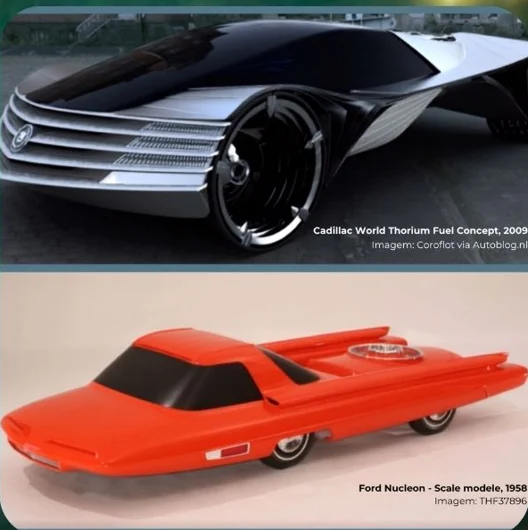 Cadillac World Thorium Fuel Concept, 2009
Imagem: Coroflot via Autoblog.nl
Ford Nucleon - Scale modele, 1958
Imagem: THF37896